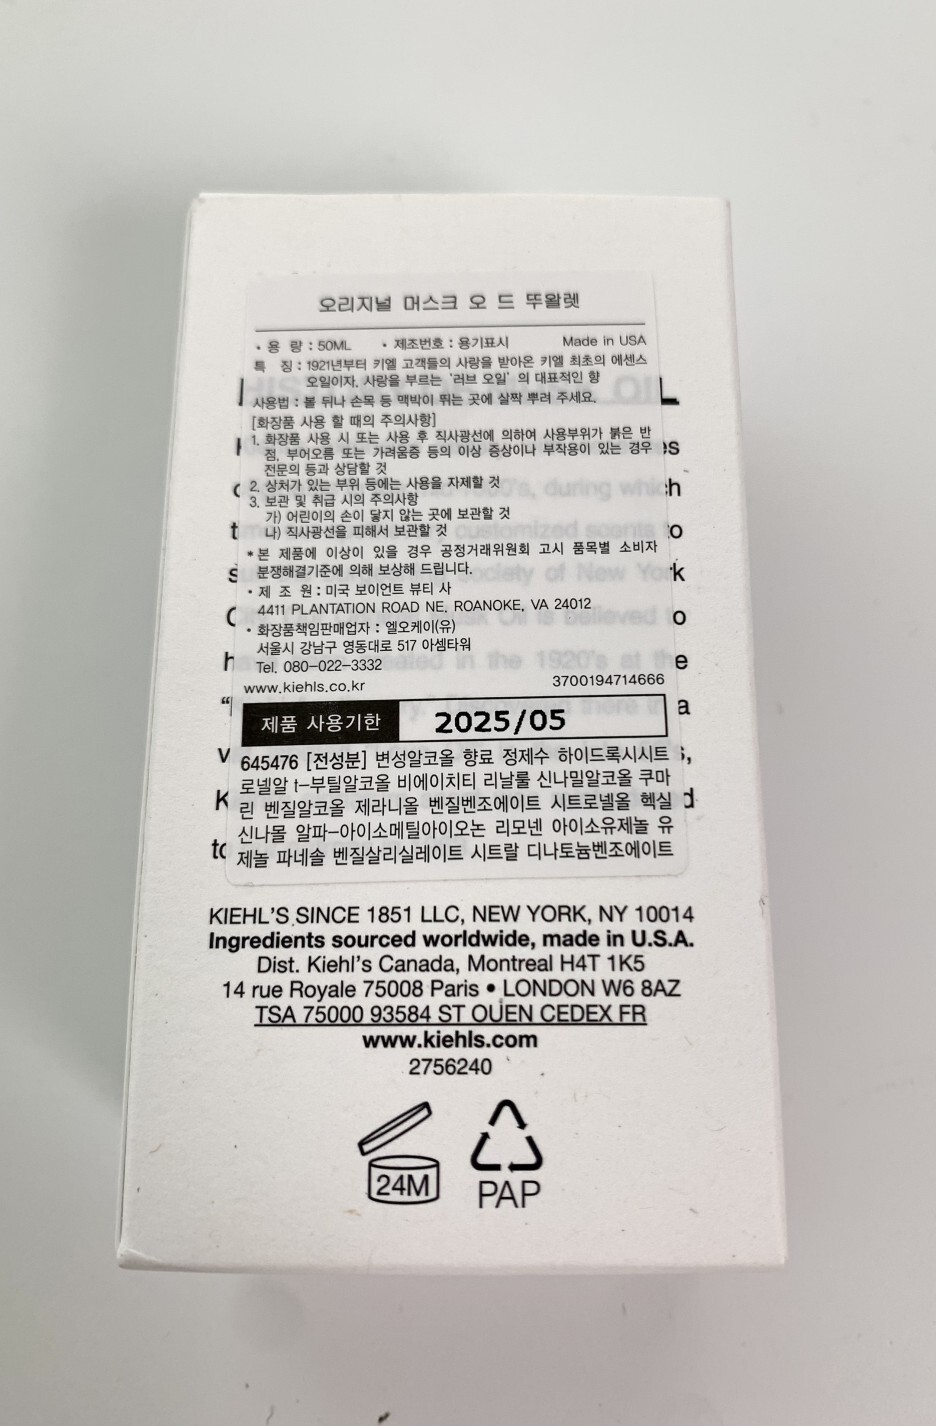 오리지널 머스크 오 드 뚜왈렛
• 용 량 : 50ML • 제조번호 : 용기표시 Made in USA
특 징 : 1921년부터 키엘 고객들의 사랑을 받아온 키엘 최초의 에센스
오일이자, 사랑을 부르는 '러브 오일' 의 대표적인 향
사용법 : 볼 뒤나 손목 등 맥박이 뛰는 곳에 살짝 뿌려 주세요.
[화장품 사용 할 때의 주의사항]
1. 화장품 사용 시 또는 사용 후 직사광선에 의하여 사용부위가 붉은 반
점, 부어오름 또는 가려움증 등의 이상 증상이나 부작용이 있는 경우
전문의 등과 상담할 것
2. 상처가 있는 부위 등에는 사용을 자제할 것
3. 보관 및 취급 시의 주의사항
가) 어린이의 손이 닿지 않는 곳에 보관할 것
나) 직사광선을 피해서 보관할 것
*본 제품에 이상이 있을 경우 공정거래위원회 고시 품목별 소비자
분쟁해결기준에 의해 보상해 드립니다.
• 제 조 원 : 미국 보이언트 뷰티 사
4411 PLANTATION ROAD NE, ROANOKE, VA 24012
• 화장품책임판매업자 : 엘오케이(유)
서울시 강남구 영동대로 517 아셈타워
Tel. 080-022-3332
www.kiehls.co.kr 3700194714666
제품 사용기한 2025/05
645476 [전성분] 변성알코올 향료 정제수 하이드록시시트
로넬알 t-부틸알코올 비에이치티 리날룰 신나밀알코올 쿠마
린 벤질알코올 제라니올 벤질벤조에이트 시트로넬올 헥실
신나몰 알파-아이소메틸아이오논 리모넨 아이소유제놀 유
제놀 파네솔 벤질살리실레이트 시트랄 디나토늄벤조에이트
KIEHL'S SINCE 1851 LLC, NEW YORK, NY 10014
Ingredients sourced worldwide, made in U.S.A.
Dist. Kiehl's Canada, Montreal H4T 1K5
14 rue Royale 75008 Paris • LONDON W6 8AZ
TSA 75000 93584 ST OUEN CEDEX FR
www.kiehls.com
2756240
24M
PAP